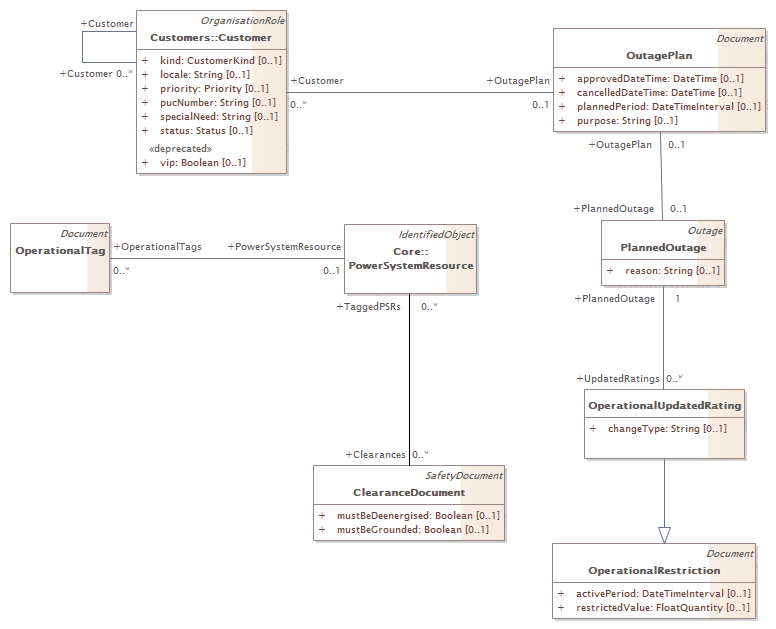 +Customer
+Customer 0..*
OrganisationRole
Customers::Customer
+ kind: CustomerKind [0..1]
+ locale: String [0..1]
+ priority: Priority [0..1]
+ pucNumber: String [0..1]
+ specialNeed: String [0..1]
+ status: Status [0..1]
«deprecated»
+ vip: Boolean [0..1]
+Customer
0..*
+OutagePlan
0..1
Document
OutagePlan
+ approvedDateTime: DateTime [0..1]
+ cancelledDateTime: DateTime [0..1]
+ plannedPeriod: DateTimeInterval [0..1]
+ purpose: String [0..1]
+OutagePlan 0..1
+PlannedOutage 0..1
Outage
PlannedOutage
+ reason: String [0..1]
+PlannedOutage 1
+UpdatedRatings 0..*
OperationalUpdatedRating
+ changeType: String [0..1]
Document
OperationalRestriction
+ activePeriod: DateTimeInterval [0..1]
+ restrictedValue: FloatQuantity [0..1]
Document
OperationalTag
+OperationalTags
0..*
+PowerSystemResource
0..1
IdentifiedObject
Core::
PowerSystemResource
+TaggedPSRs 0..*
+Clearances 0..*
SafetyDocument
ClearanceDocument
+ mustBeDeenergised: Boolean [0..1]
+ mustBeGrounded: Boolean [0..1]